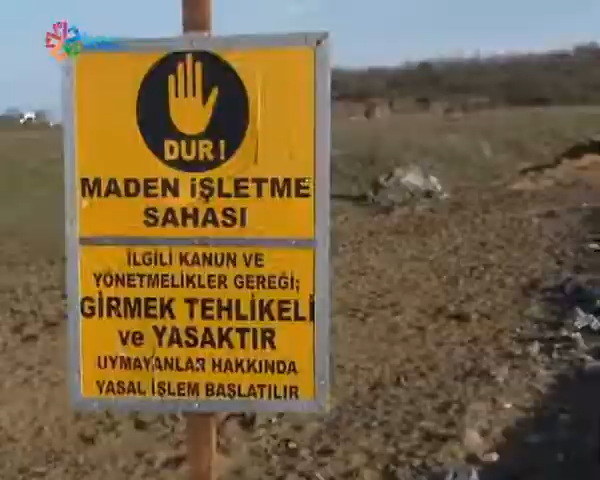 DUR!
MADEN İŞLETME
SAHASI
İLGİLİ KANUN VE
YÖNETMELİKLER GEREĞİ;
GİRMEK TEHLİKELİ
ve YASAKTIR
UYMAYANLAR HAKKINDA
YASAL İŞLEM BAŞLATILIR